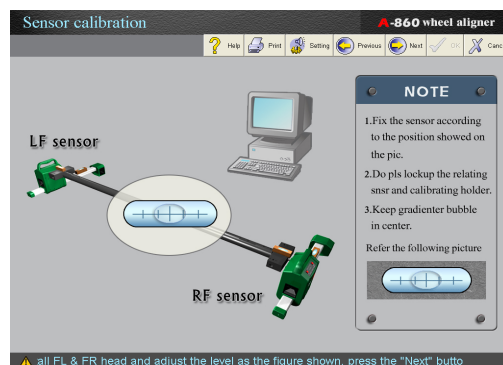 Sensor calibration
A-860 wheel aligner
Help Print Setting Previous Next OK Canc
NOTE
1.Fix the sensor according
to the position showed on
the pic.
2.Do pls lockup the relating
snsr and calibrating holder.
3.Keep gradienter bubble
in center.
Refer the following picture
LF sensor
RF sensor
all FL & FR head and adjust the level as the figure shown, press the "Next" butto